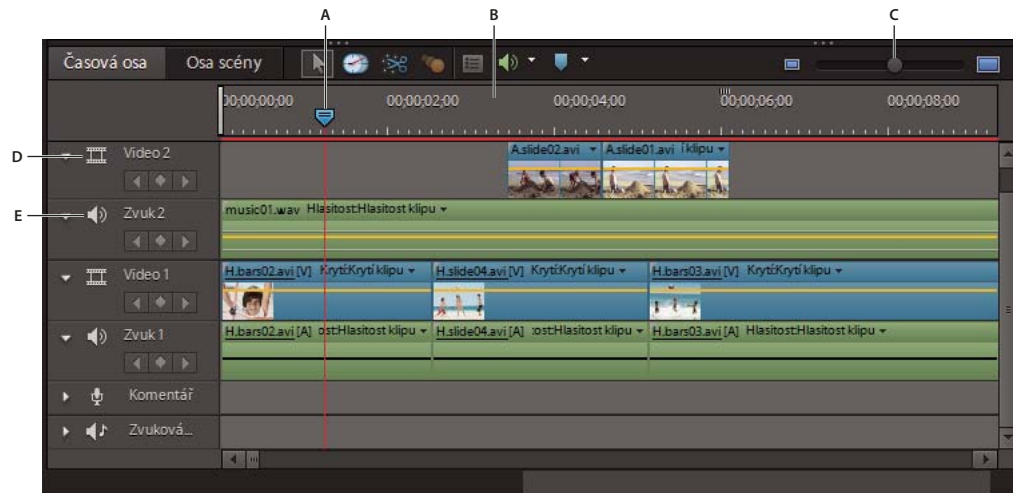 A B C
Časová osa Osa scény
00;00;00;00 00;00;02;00 00;00;04;00 00;00;06;00 00;00;08;00
D Video 2 A.slide02.avi A.slide01.avi í klipu
E Zvuk 2 music01.wav Hlasitost:Hlasitost klipu
Video 1 H.bars02.avi [V] Krytí:Krytí klipu H.slide04.avi [V] Krytí:Krytí klipu H.bars03.avi [V] Krytí:Krytí klipu
Zvuk 1 H.bars02.avi [A] ost:Hlasitost klipu H.slide04.avi [A] :ost:Hlasitost klipu H.bars03.avi [A] Hlasitost:Hlasitost klipu
Komentář
Zvuková...